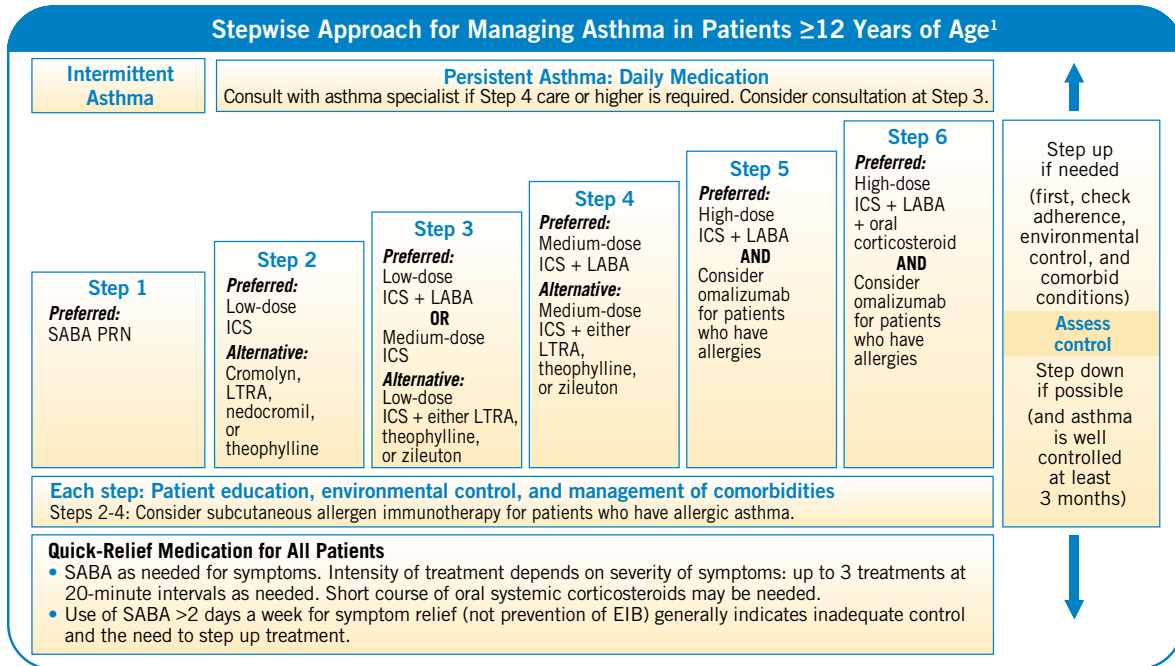 Stepwise Approach for Managing Asthma in Patients ≥12 Years of Age¹
Intermittent
Asthma
Persistent Asthma: Daily Medication
Consult with asthma specialist if Step 4 care or higher is required. Consider consultation at Step 3.
Step 1
Preferred:
SABA PRN
Step 2
Preferred:
Low-dose
ICS
Alternative:
Cromolyn,
LTRA,
nedocromil,
or
theophylline
Step 3
Preferred:
Low-dose
ICS + LABA
OR
Medium-dose
ICS
Alternative:
Low-dose
ICS + either LTRA,
theophylline,
or zileuton
Step 4
Preferred:
Medium-dose
ICS + LABA
Alternative:
Medium-dose
ICS + either
LTRA,
theophylline,
or zileuton
Step 5
Preferred:
High-dose
ICS + LABA
AND
Consider
omalizumab
for patients
who have
allergies
Step 6
Preferred:
High-dose
ICS + LABA
+ oral
corticosteroid
AND
Consider
omalizumab
for patients
who have
allergies
Step up
if needed
(first, check
adherence,
environmental
control, and
comorbid
conditions)
Assess
control
Step down
if possible
(and asthma
is well
controlled
at least
3 months)
Each step: Patient education, environmental control, and management of comorbidities
Steps 2-4: Consider subcutaneous allergen immunotherapy for patients who have allergic asthma.
Quick-Relief Medication for All Patients
• SABA as needed for symptoms. Intensity of treatment depends on severity of symptoms: up to 3 treatments at
20-minute intervals as needed. Short course of oral systemic corticosteroids may be needed.
• Use of SABA >2 days a week for symptom relief (not prevention of EIB) generally indicates inadequate control
and the need to step up treatment.